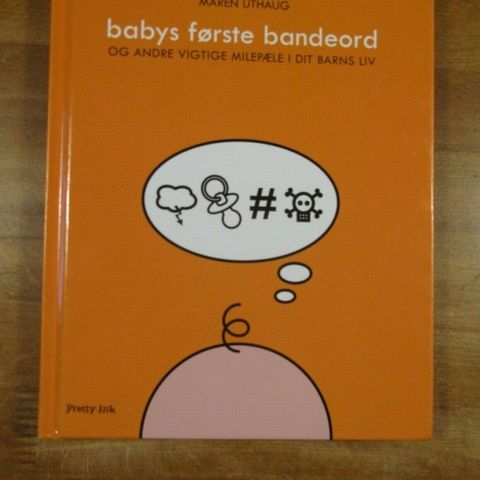 MAREN UTHAUG
babys første bandeord
OG ANDRE VIGTIGE MILEPÆLE I DIT BARNS LIV
#
Pretty Ink